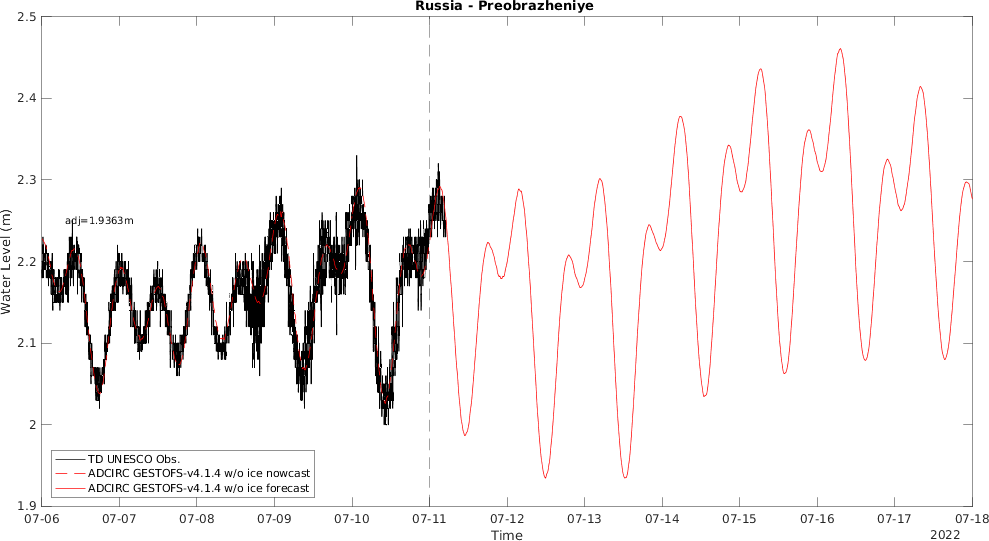 Russia - Preobrazheniye
2.5
2.4
2.3
2.2
2.1
2
1.9
Water Level (m)
adj=1.9363m
TD UNESCO Obs.
ADCIRC GESTOFS-v4.1.4 w/o ice nowcast
ADCIRC GESTOFS-v4.1.4 w/o ice forecast
07-06 07-07 07-08 07-09 07-10 07-11 07-12 07-13 07-14 07-15 07-16 07-17 07-18
Time
2022